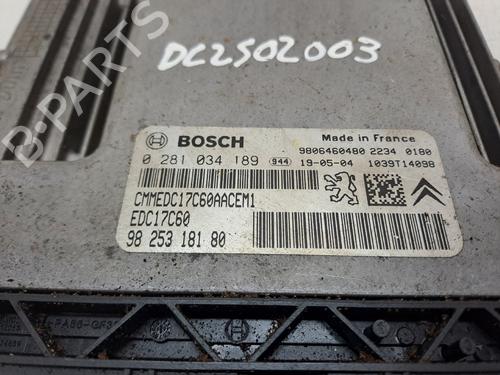 DC2502003
B-PARTS
BOSCH
Made in France
9806460480 2234 0180
0 281 034 189 944 19-05-04 1039T14098
CMMEDC17C60AACEM1
EDC17C60
98 253 181 80